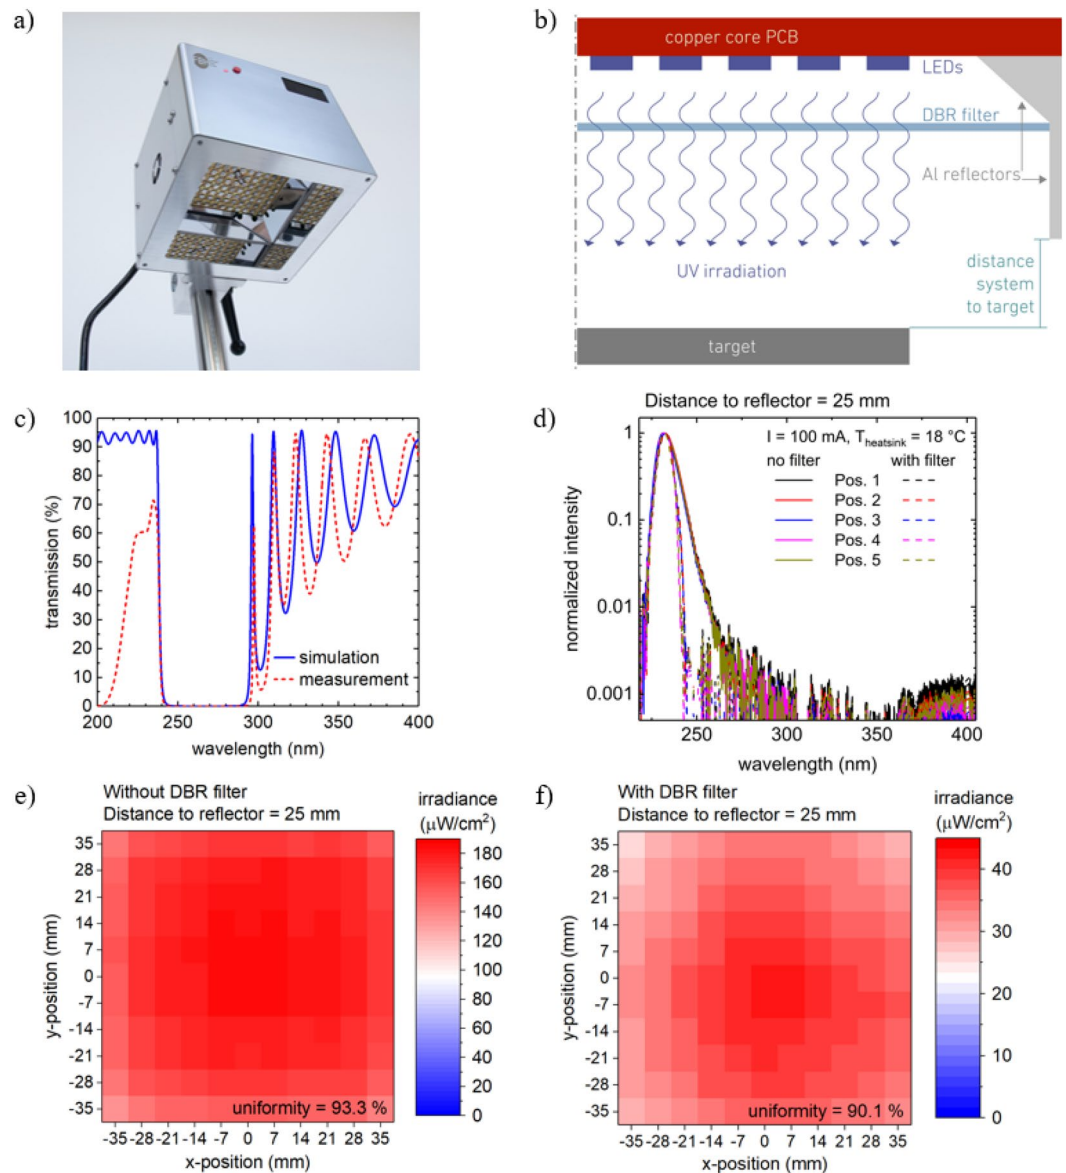 a)
b)
copper core PCB
LEDs
DBR filter
Al reflectors
UV irradiation
distance
system
to target
target
c)
100
90
80
70
60
50
40
30
20
10
0
transmission (%)
simulation
measurement
200 250 300 350 400
wavelength (nm)
d)
Distance to reflector = 25 mm
I = 100 mA, T heatsink = 18 °C
no filter with filter
Pos. 1
Pos. 2
Pos. 3
Pos. 4
Pos. 5
1
0.1
0.01
0.001
normalized intensity
250 300 350 400
wavelength (nm)
e)
Without DBR filter
Distance to reflector = 25 mm
irradiance
(µW/cm²)
35
28
21
14
7
0
-7
-14
-21
-28
-35
y-position (mm)
uniformity = 93.3 %
-35 -28 -21 -14 -7 0 7 14 21 28 35
x-position (mm)
180
160
140
120
100
80
60
40
20
0
f)
With DBR filter
Distance to reflector = 25 mm
irradiance
(µW/cm²)
35
28
21
14
7
0
-7
-14
-21
-28
-35
y-position (mm)
uniformity = 90.1 %
-35 -28 -21 -14 -7 0 7 14 21 28 35
x-position (mm)
40
30
20
10
0